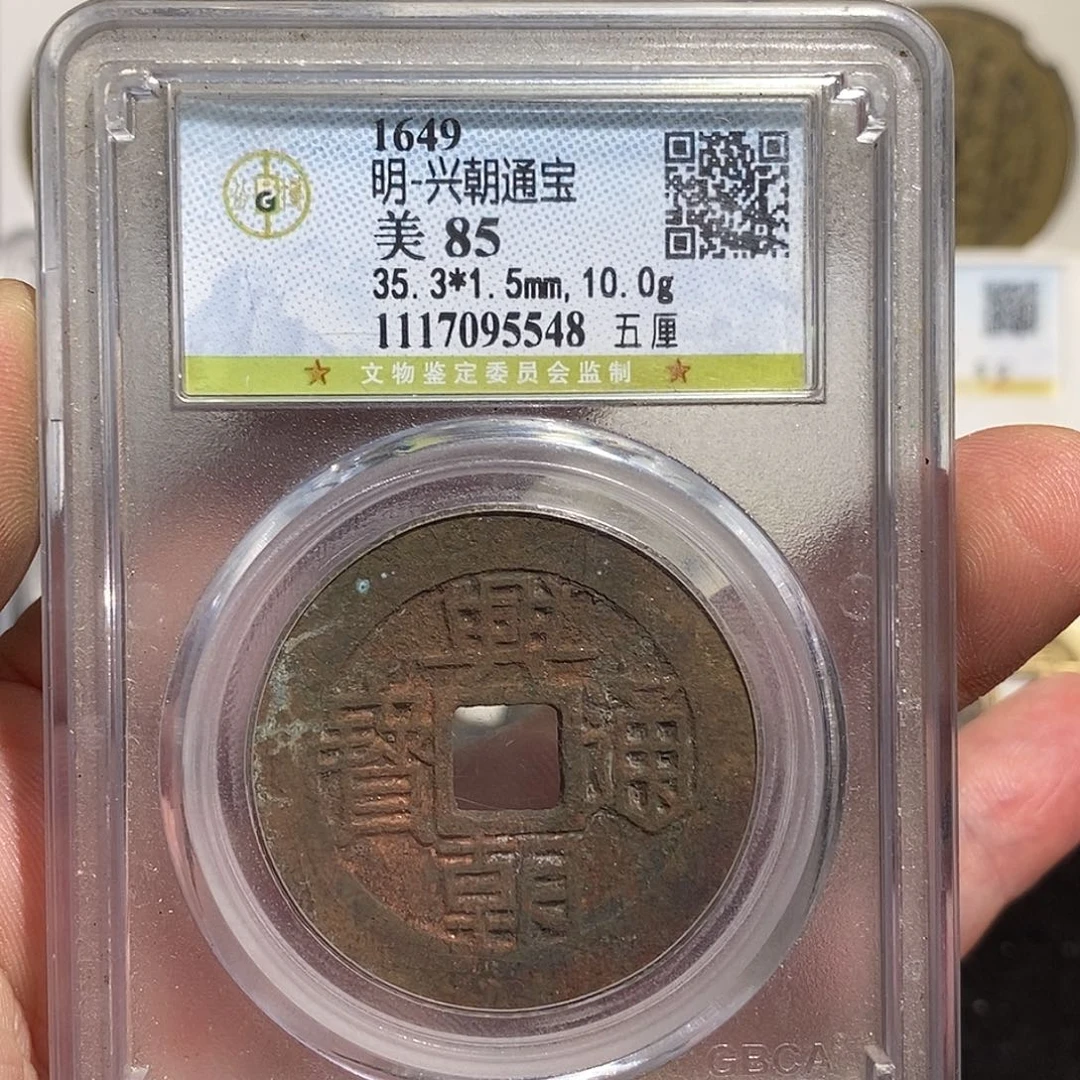 1649
明-兴朝通宝
美 85
35.3*1.5mm,10.0g
1117095548 五厘
文物鉴定委员会监制
G
興
寶 通
朝
GBCA